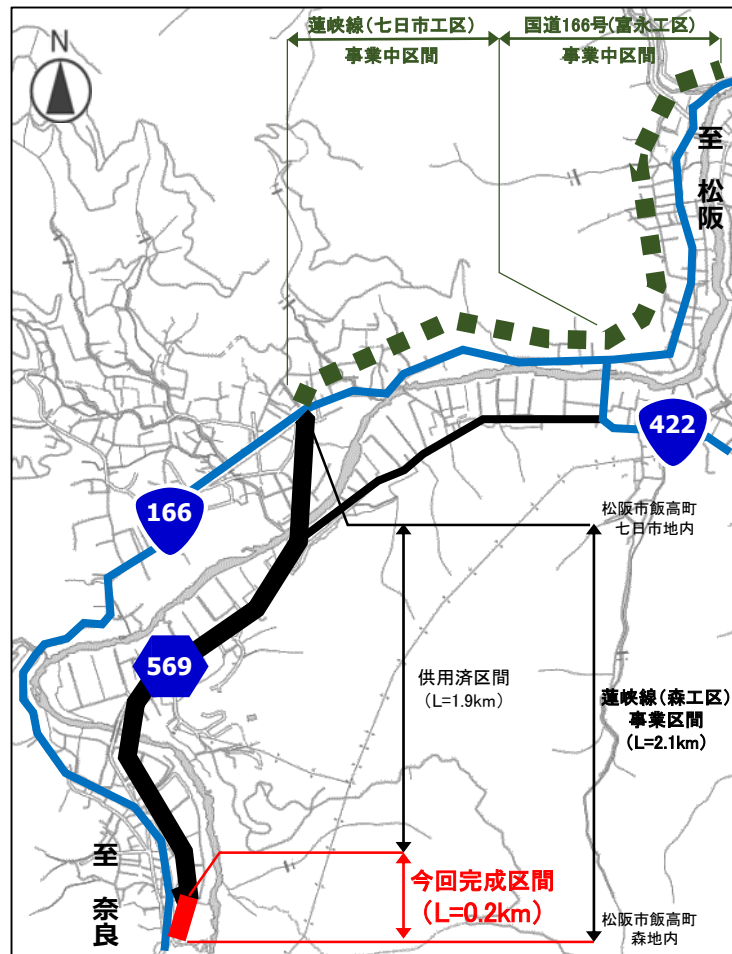 蓮峡線(七日市工区)
事業中区間
国道166号(富永工区)
事業中区間
N
至 松阪
422
166
松阪市飯高町
七日市地内
569
供用済区間
(L=1.9km)
蓮峡線(森工区)
事業区間
(L=2.1km)
至 奈良
今回完成区間
(L=0.2km)
松阪市飯高町
森地内